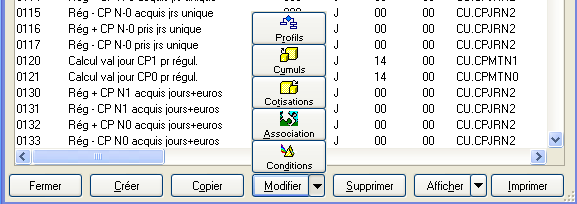 0115 Rég - CP N-0 acquis jrs unique J 00 00 CU.CPJRN2
0116 Rég + CP N-0 pris jrs unique J 00 00 CU.CPJRN2
0117 Rég - CP N-0 pris jrs unique J 00 00 CU.CPJRN2
0120 Calcul val jour CP1 pr régul. J 14 00 CU.CPMTN1
0121 Calcul val jour CP0 pr régul. J 14 00 CU.CPMTN0
0130 Rég + CP N1 acquis jours+euros J 00 00 CU.CPJRN2
0131 Rég - CP N1 acquis jours+euros J 00 00 CU.CPJRN2
0132 Rég + CP N0 acquis jours+euros J 00 00 CU.CPJRN2
0133 Rég - CP N0 acquis jours+euros J 00 00 CU.CPJRN2
Profils
Cumuls
Cotisations
Association
Conditions
Fermer Créer Copier Modifier Supprimer Afficher Imprimer